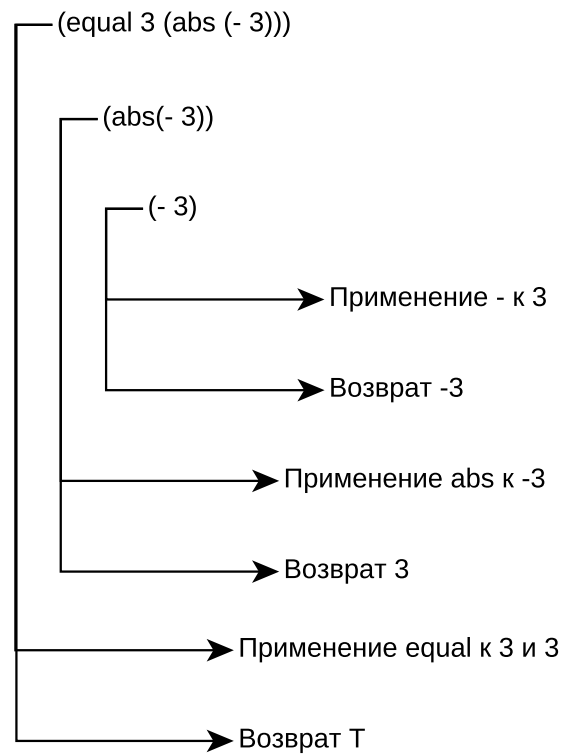 (equal 3 (abs (- 3)))
(abs(- 3))
(- 3)
Применение - к 3
Возврат -3
Применение abs к -3
Возврат 3
Применение equal к 3 и 3
Возврат Т